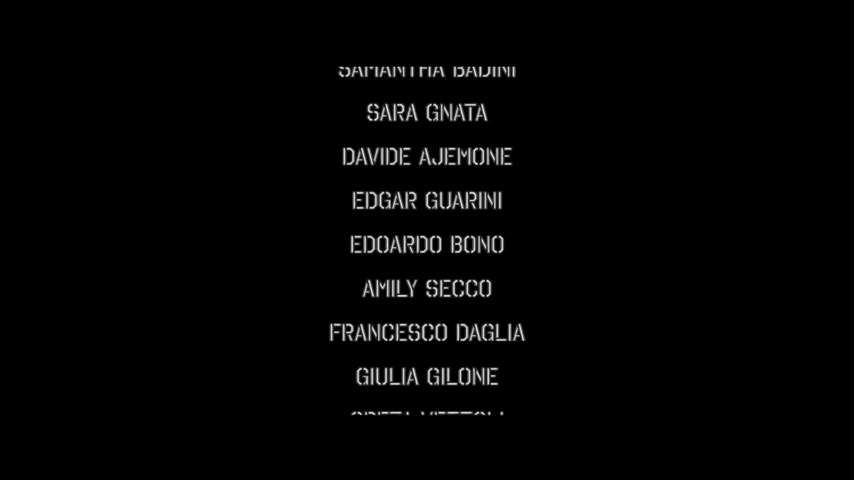 SAMANTHA BADINI
SARA GNATA
DAVIDE AJEMONE
EDGAR GUARINI
EDOARDO BONO
AMILY SECCO
FRANCESCO DAGLIA
GIULIA GILONE